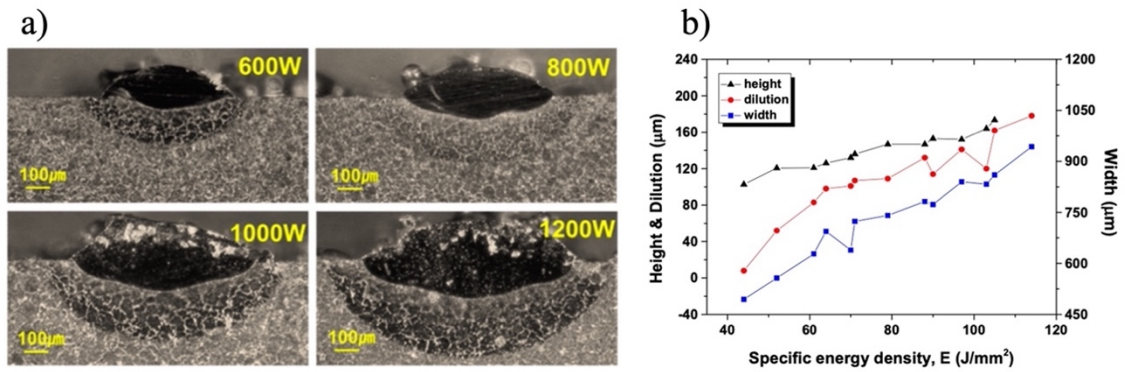 a)
b)
600W
800W
100μm
100μm
1000W
1200W
100μm
100μm
240
200
160
120
80
40
0
-40
1200
1050
900
750
600
450
height
dilution
width
Height & Dilution (μm)
Width (μm)
40
60
80
100
120
Specific energy density, E (J/mm²)